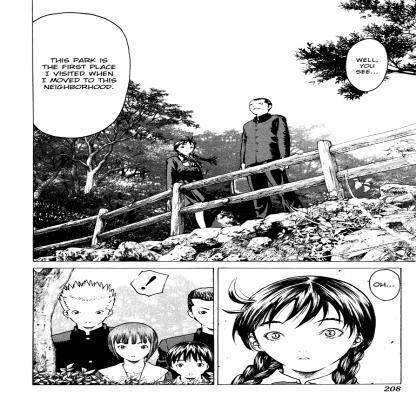 WELL,
YOU
SEE...
THIS PARK IS
THE FIRST PLACE
I VISITED WHEN
I MOVED TO THIS
NEIGHBORHOOD.
OH...
!
208